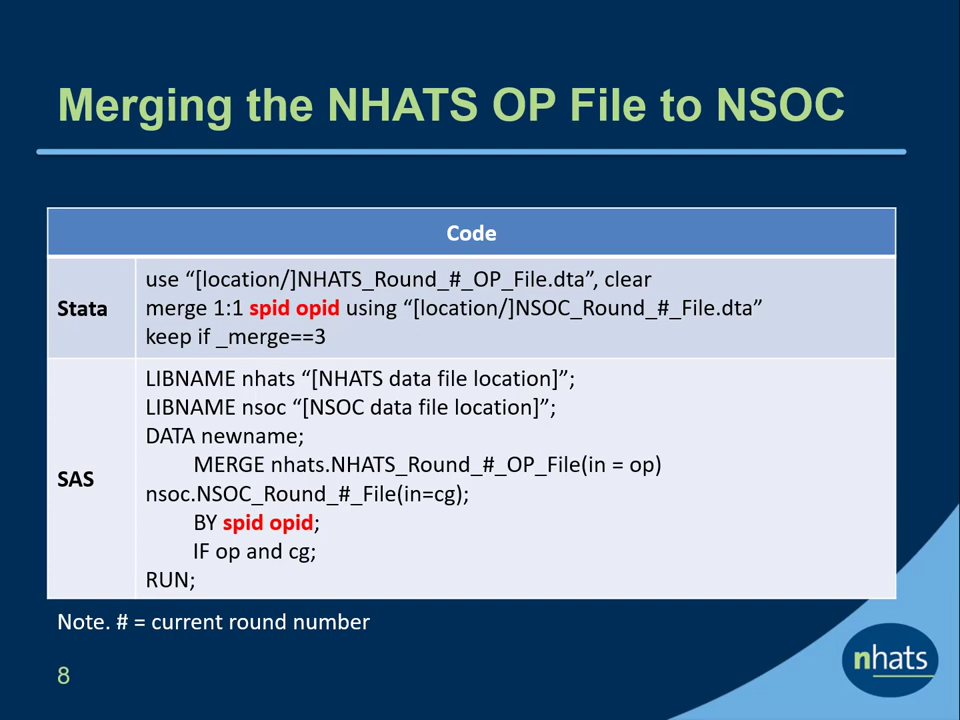 Merging the NHATS OP File to NSOC
Code
Stata
use “[location/]NHATS_Round_#_OP_File.dta”, clear
merge 1:1 spid opid using “[location/]NSOC_Round_#_File.dta”
keep if _merge==3
SAS
LIBNAME nhats “[NHATS data file location]”;
LIBNAME nsoc “[NSOC data file location]”;
DATA newname;
MERGE nhats.NHATS_Round_#_OP_File(in = op)
nsoc.NSOC_Round_#_File(in=cg);
BY spid opid;
IF op and cg;
RUN;
Note. # = current round number
8
nhats